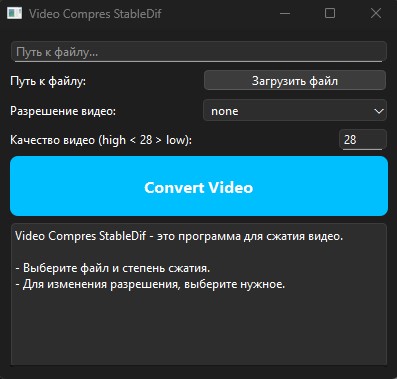 Video Compres StableDif
Путь к файлу...
Путь к файлу:
Загрузить файл
Разрешение видео:
none
Качество видео (high < 28 > low):
28
Convert Video
Video Compres StableDif - это программа для сжатия видео.
- Выберите файл и степень сжатия.
- Для изменения разрешения, выберите нужное.